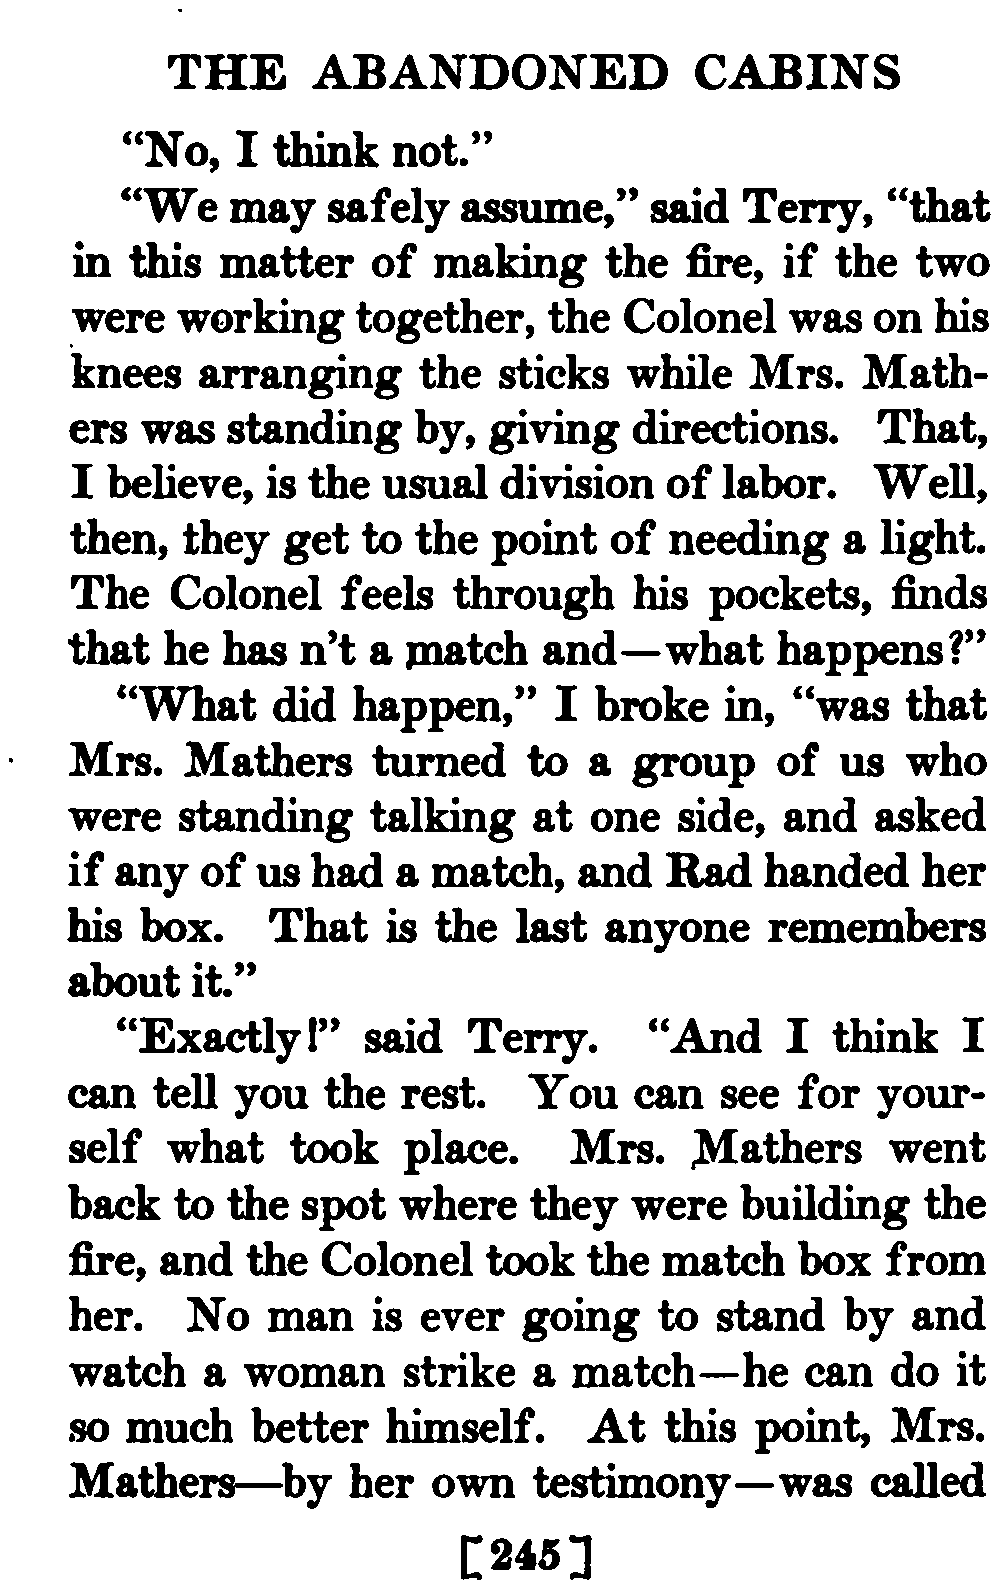 THE ABANDONED CABINS
“No, I think not.”
“We may safely assume,” said Terry, “that
in this matter of making the fire, if the two
were working together, the Colonel was on his
knees arranging the sticks while Mrs. Math-
ers was standing by, giving directions. That,
I believe, is the usual division of labor. Well,
then, they get to the point of needing a light.
The Colonel feels through his pockets, finds
that he has n’t a match and—what happens?”
“What did happen,” I broke in, “was that
Mrs. Mathers turned to a group of us who
were standing talking at one side, and asked
if any of us had a match, and Rad handed her
his box. That is the last anyone remembers
about it.”
“Exactly!” said Terry. “And I think I
can tell you the rest. You can see for your-
self what took place. Mrs. Mathers went
back to the spot where they were building the
fire, and the Colonel took the match box from
her. No man is ever going to stand by and
watch a woman strike a match—he can do it
so much better himself. At this point, Mrs.
Mathers—by her own testimony—was called
[245]